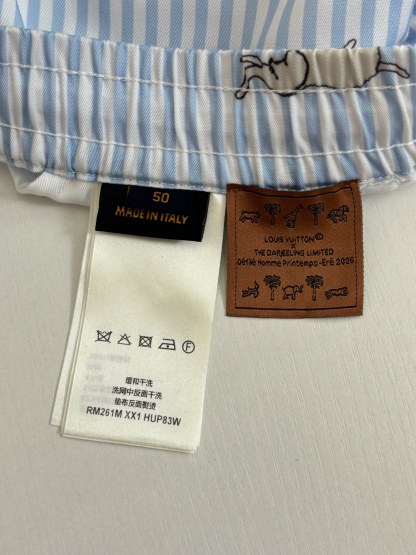 50
MADE IN ITALY
LOUIS VUITTON©
X
THE DARJEELING LIMITED
Défilé Homme Printemps-Été 2026
F
缓和干洗
洗网中反面干洗
垫布反面熨烫
RM261M XX1 HUP83W